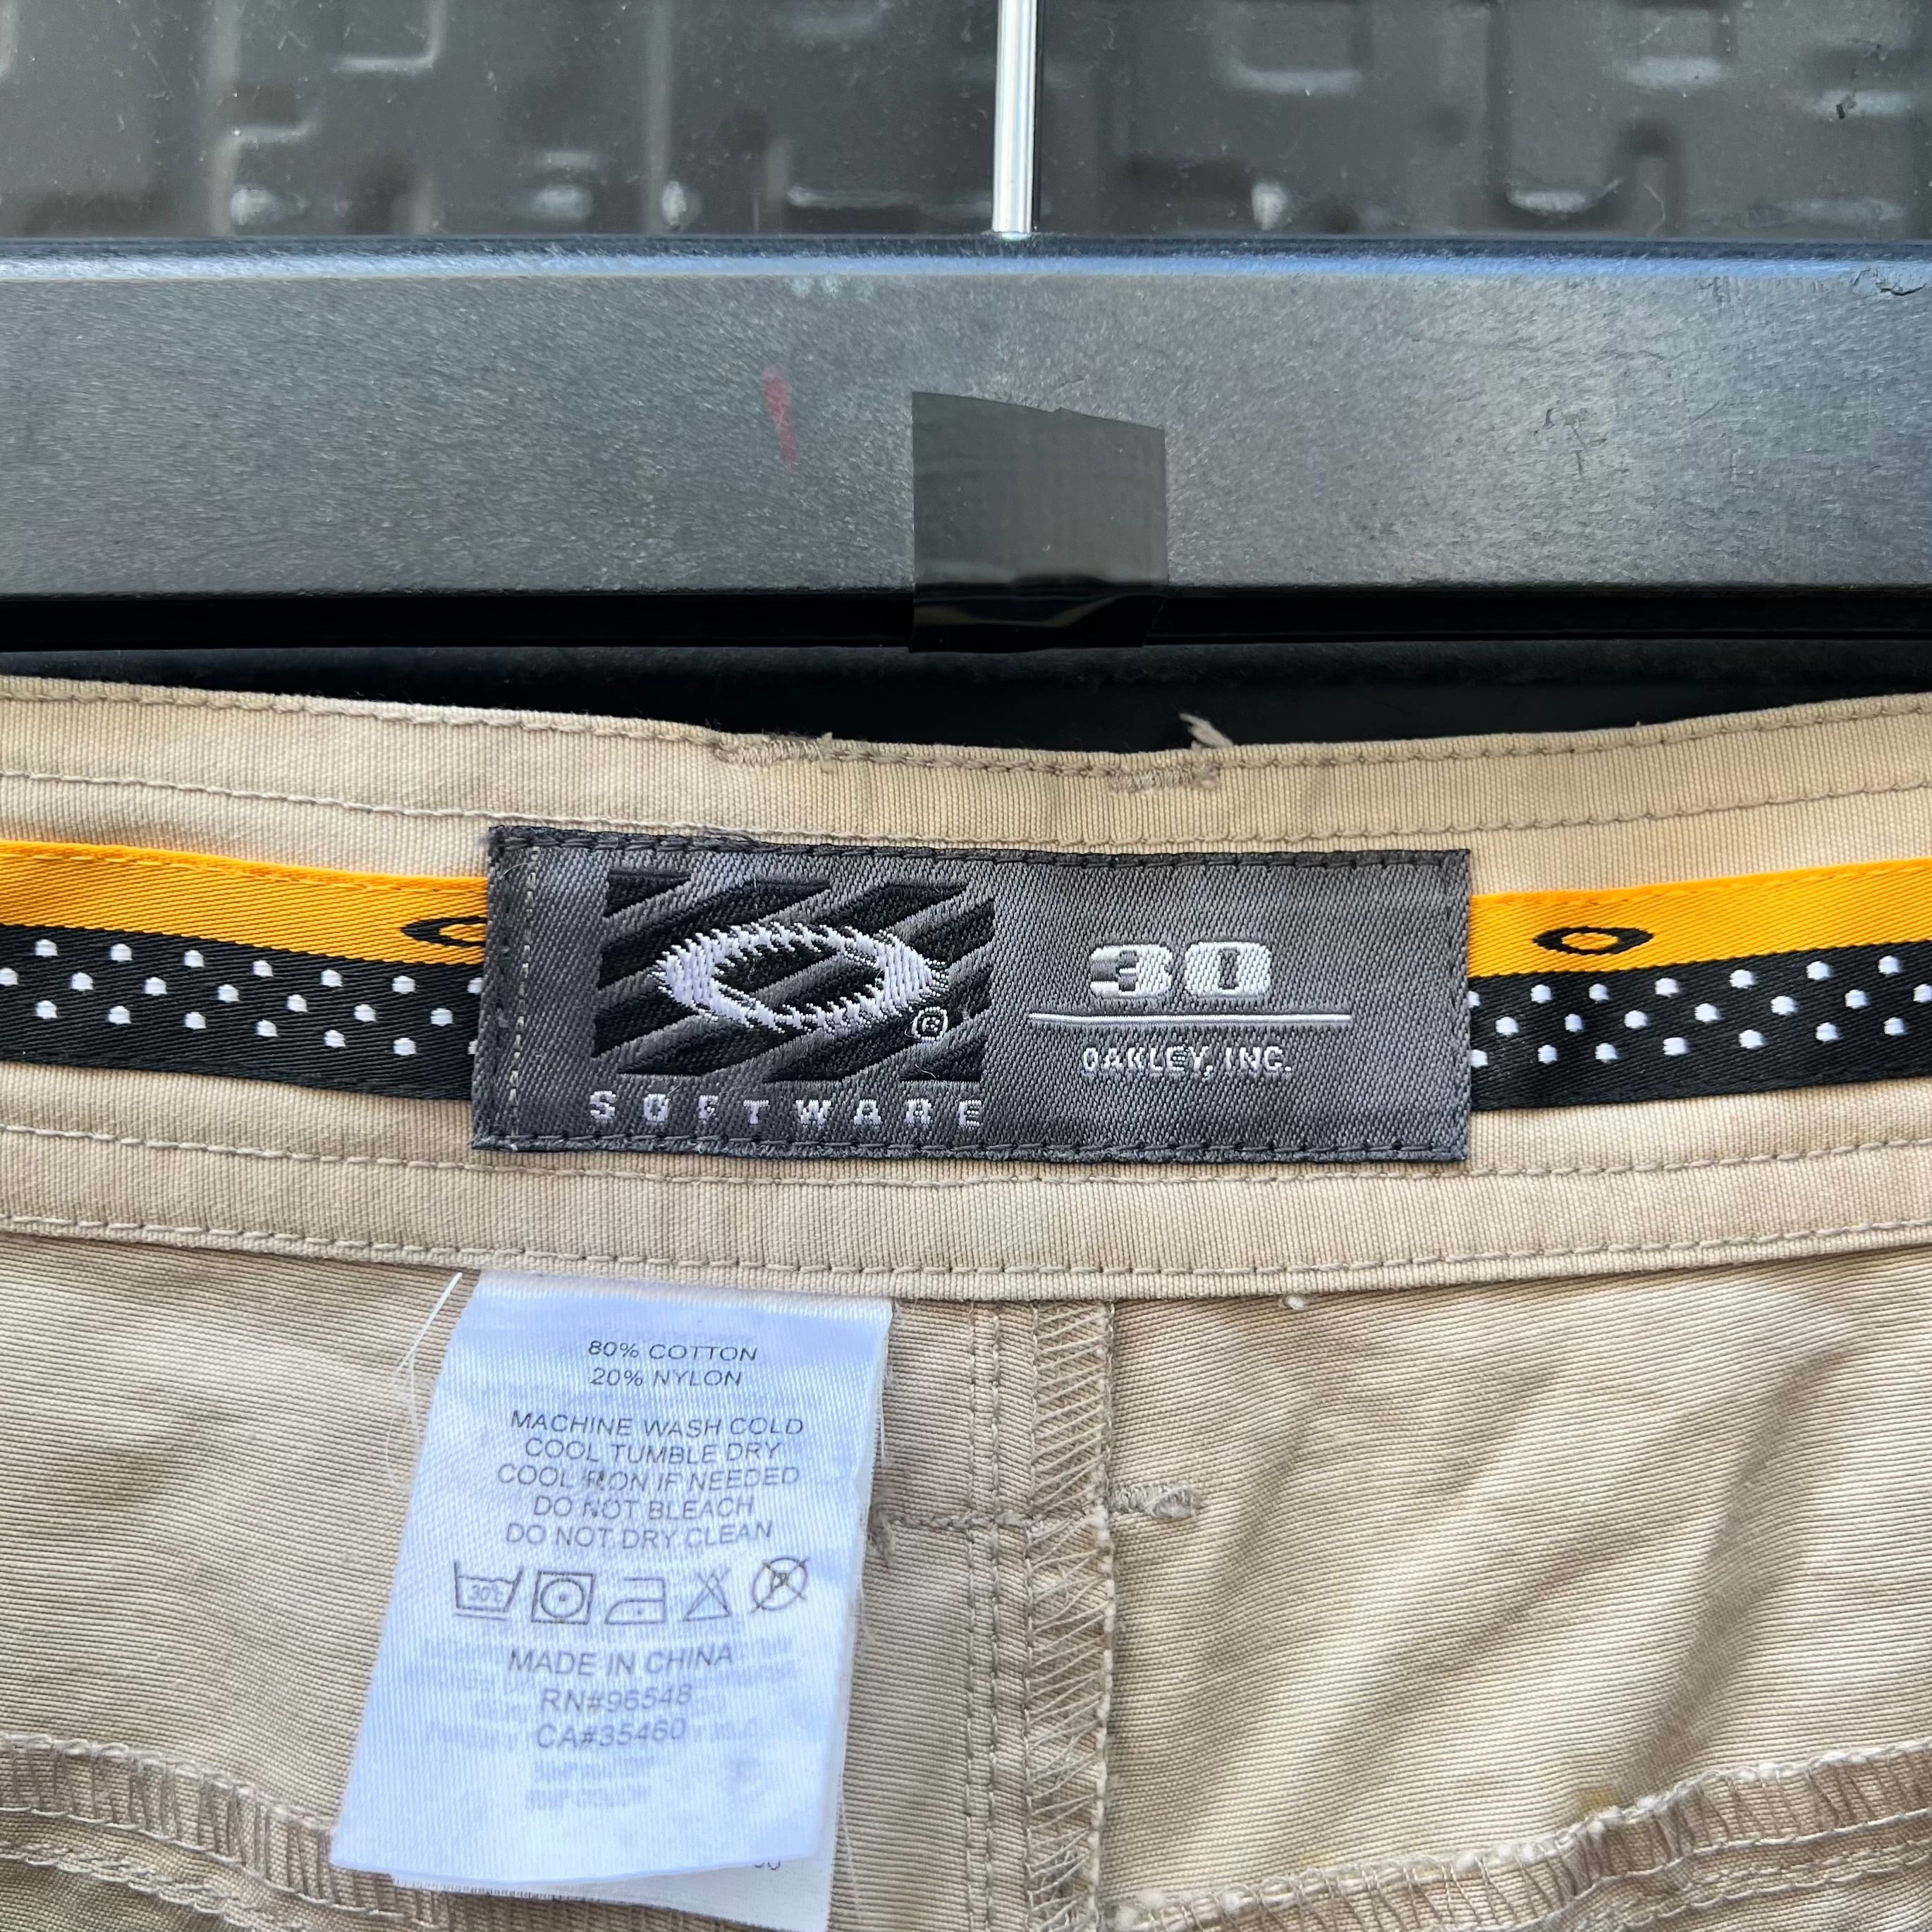 30
OAKLEY, INC.
©
SOFTWARE
80% COTTON
20% NYLON
MACHINE WASH COLD
COOL TUMBLE DRY
COOL IRON IF NEEDED
DO NOT BLEACH
DO NOT DRY CLEAN
30°C
P
MADE IN CHINA
RN#96548
CA#35460